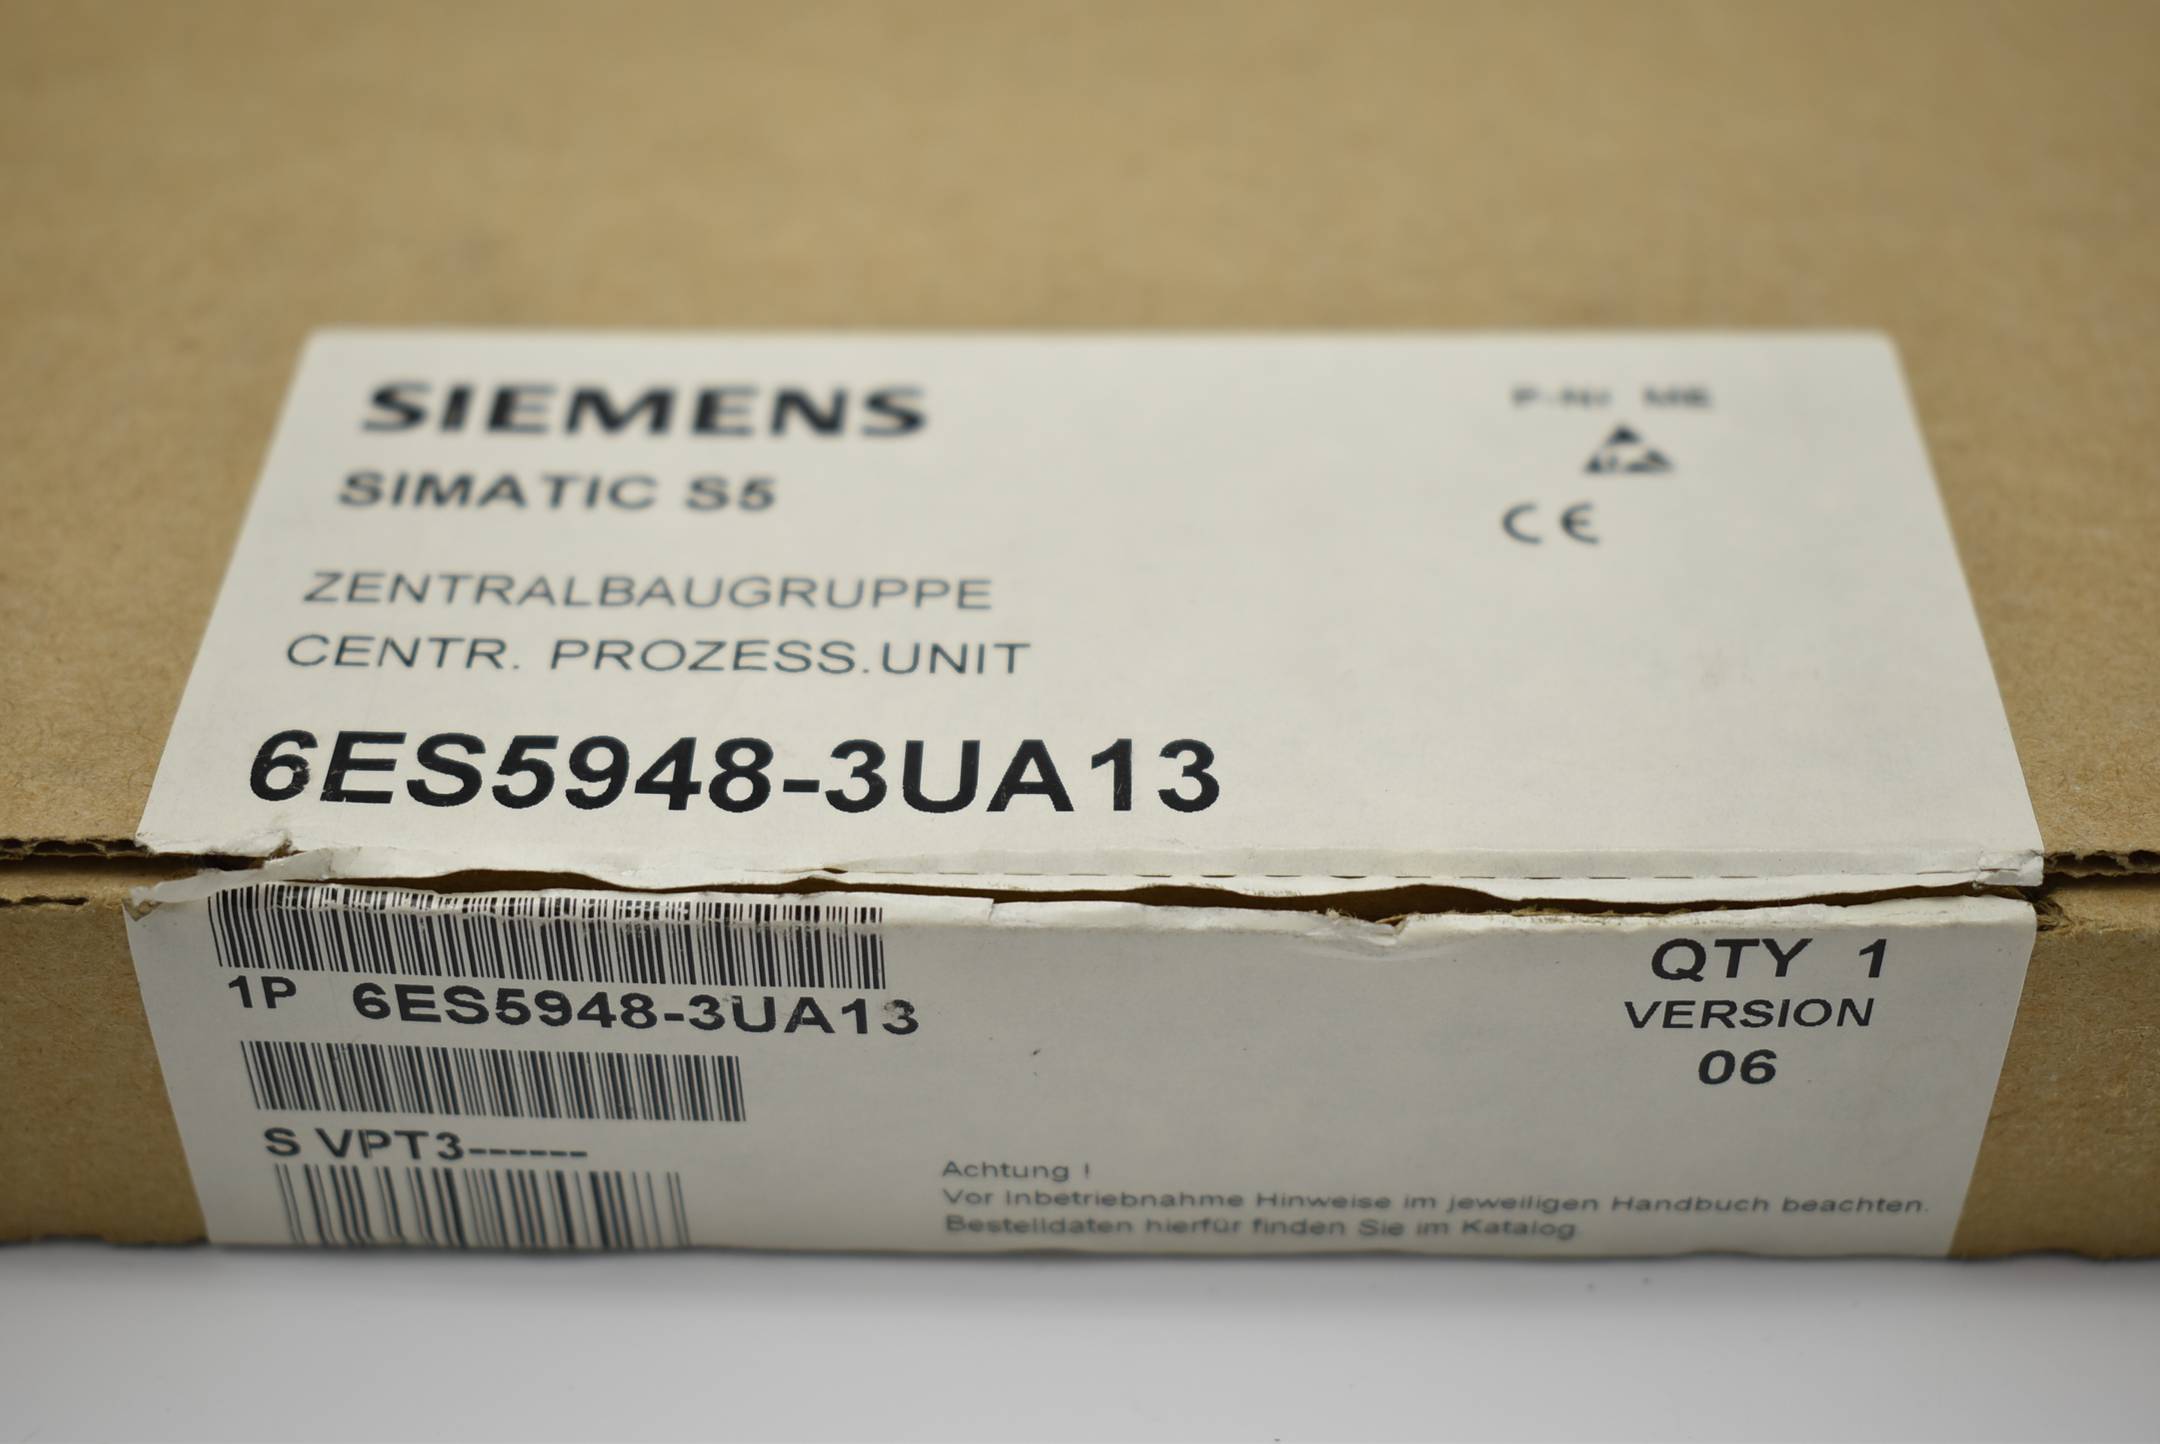 SIEMENS
SIMATIC S5
CE
ZENTRALBAUGRUPPE
CENTR. PROZESS.UNIT
6ES5948-3UA13
QTY 1
1P 6ES5948-3UA13
VERSION
06
S VPT3------
Achtung !
Vor Inbetriebnahme Hinweise im jeweiligen Handbuch beachten.
Bestelldaten hierfür finden Sie im Katalog.